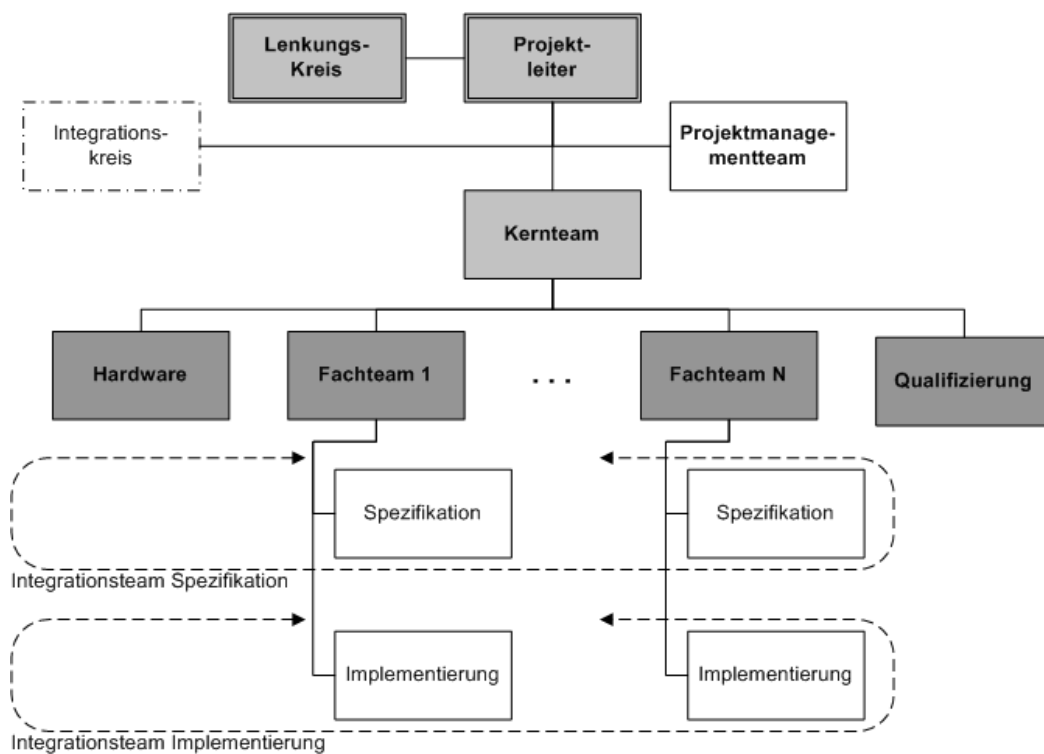 Lenkungs-
Kreis
Projekt-
leiter
Integrations-
kreis
Projektmanage-
mentteam
Kernteam
Hardware
Fachteam 1
...
Fachteam N
Qualifizierung
Spezifikation
Spezifikation
Integrationsteam Spezifikation
Implementierung
Implementierung
Integrationsteam Implementierung